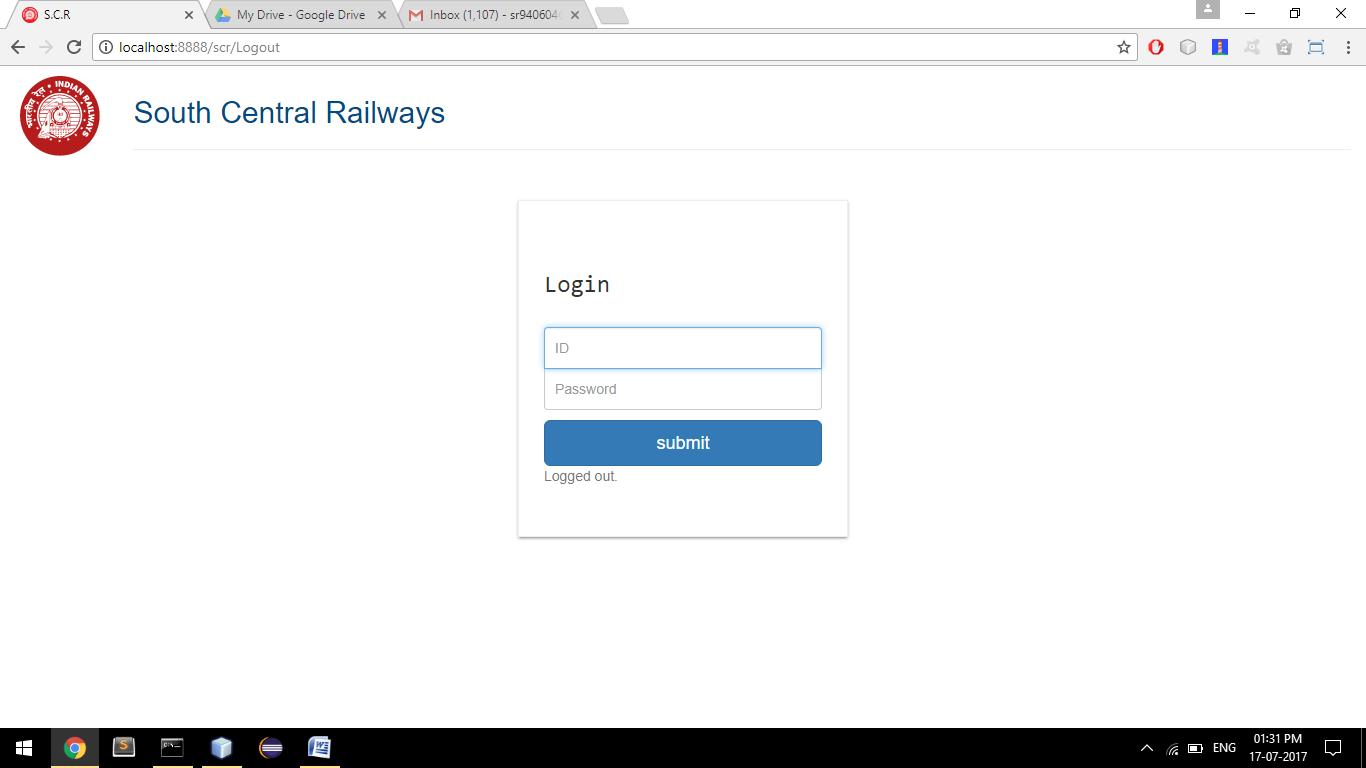 S.C.R
My Drive - Google Drive
Inbox (1,107) - sr940604
localhost:8888/scr/Logout
भारतीय रेल • INDIAN RAILWAYS
South Central Railways
Login
ID
Password
submit
Logged out.
ENG
01:31 PM
17-07-2017